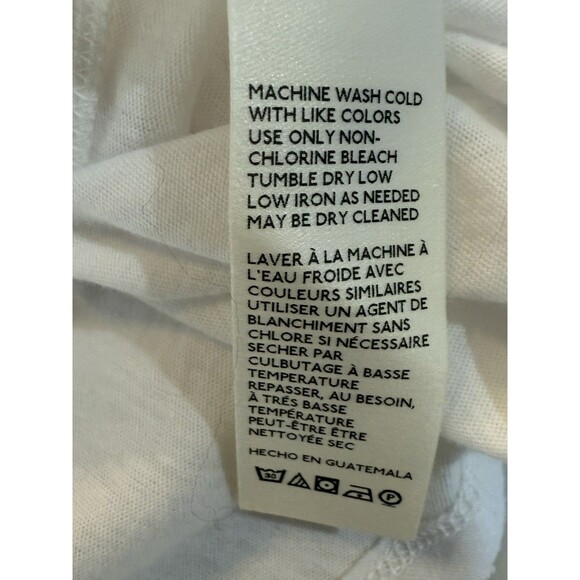 MACHINE WASH COLD
WITH LIKE COLORS
USE ONLY NON-
CHLORINE BLEACH
TUMBLE DRY LOW
LOW IRON AS NEEDED
MAY BE DRY CLEANED
LAVER À LA MACHINE À
L'EAU FROIDE AVEC
COULEURS SIMILAIRES
UTILISER UN AGENT DE
BLANCHIMENT SANS
CHLORE SI NÉCESSAIRE
SECHER PAR
CULBUTAGE À BASSE
TEMPERATURE
REPASSER, AU BESOIN,
À TRÉS BASSE
TEMPÉRATURE
PEUT-ÊTRE ÊTRE
NETTOYÉE SEC
HECHO EN GUATEMALA
30 P